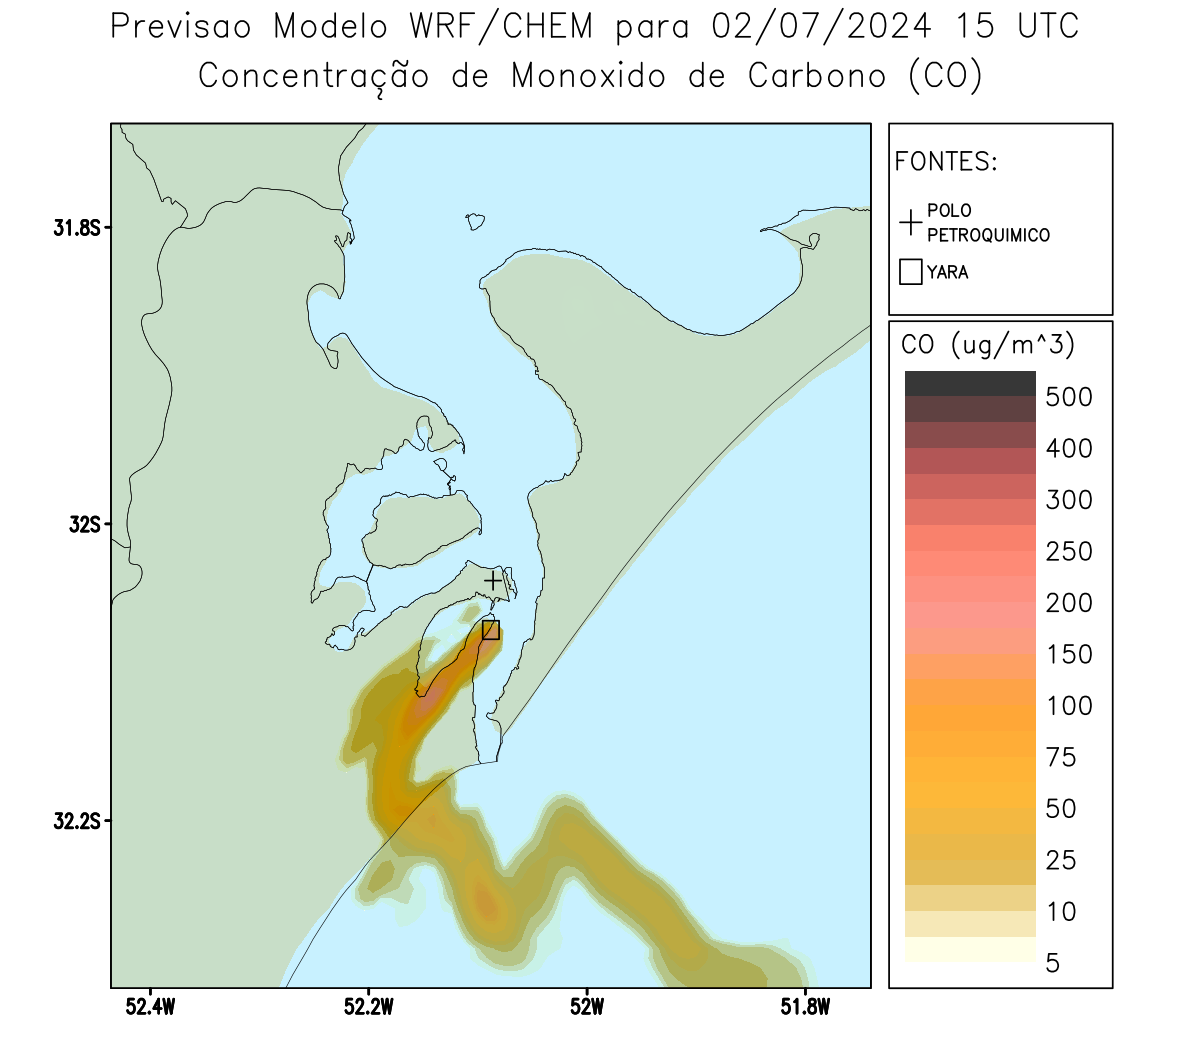 Previsao Modelo WRF/CHEM para 02/07/2024 15 UTC
Concentração de Monoxido de Carbono (CO)
FONTES:
POLO
PETROQUIMICO
YARA
CO (ug/m^3)
500
400
300
250
200
150
100
75
50
25
10
5
31.8S
32S
32.2S
52.4W
52.2W
52W
51.8W